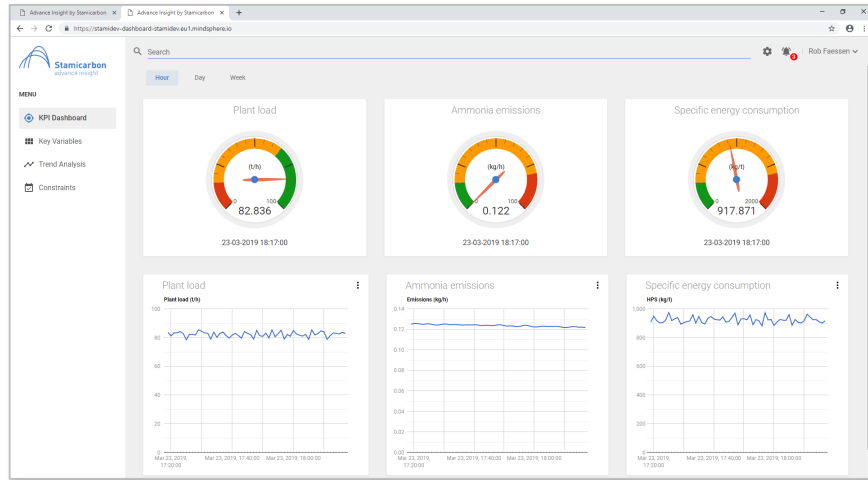 Advance Insight by Stamicarbon
Advance Insight by Stamicarbon
https://stamidev-dashboard-stamidev.eu1.mindsphere.io
Stamicarbon
advance insight
Search
3
Rob Faessen
MENU
KPI Dashboard
Key Variables
Trend Analysis
Constraints
Hour Day Week
Plant load
(t/h)
0 100
82.836
23-03-2019 18:17:00
Ammonia emissions
(kg/h)
0 100
0.122
23-03-2019 18:17:00
Specific energy consumption
(kg/t)
0 2000
917.871
23-03-2019 18:17:00
Plant load
Plant load (t/h)
100
80
60
40
20
0
Mar 23, 2019, 17:20:00
Mar 23, 2019, 17:40:00
Mar 23, 2019, 18:00:00
Ammonia emissions
Emissions (kg/h)
0.14
0.12
0.10
0.08
0.06
0.04
0.02
0.00
Mar 23, 2019, 17:20:00
Mar 23, 2019, 17:40:00
Mar 23, 2019, 18:00:00
Specific energy consumption
HPS (kg/t)
1,000
800
600
400
200
0
Mar 23, 2019, 17:20:00
Mar 23, 2019, 17:40:00
Mar 23, 2019, 18:00:00